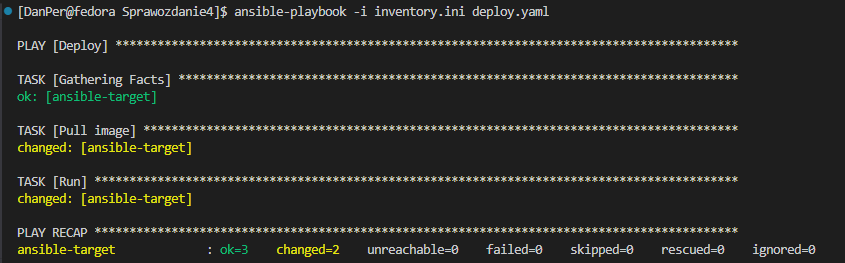 [DanPer@fedora Sprawozdanie4]$ ansible-playbook -i inventory.ini deploy.yaml
PLAY [Deploy] *****************************************************************************************
TASK [Gathering Facts] ********************************************************************************
ok: [ansible-target]
TASK [Pull image] *************************************************************************************
changed: [ansible-target]
TASK [Run] ********************************************************************************************
changed: [ansible-target]
PLAY RECAP ********************************************************************************************
ansible-target             : ok=3    changed=2    unreachable=0    failed=0    skipped=0    rescued=0    ignored=0